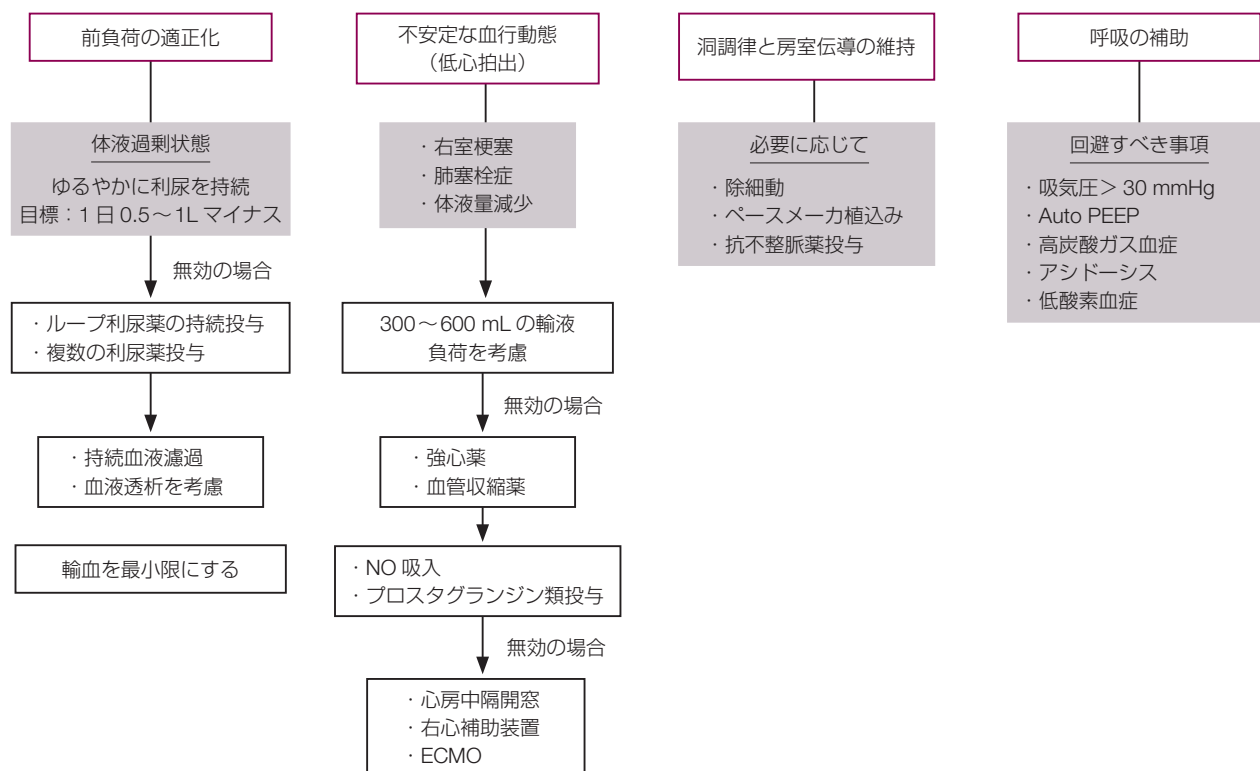 前負荷の適正化
体液過剰状態
ゆるやかに利尿を持続
目標：1日 0.5～1L マイナス
無効の場合
・ループ利尿薬の持続投与
・複数の利尿薬投与
・持続血液濾過
・血液透析を考慮
輸血を最小限にする
不安定な血行動態
（低心拍出）
・右室梗塞
・肺塞栓症
・体液量減少
300～600 mL の輸液
負荷を考慮
無効の場合
・強心薬
・血管収縮薬
・NO 吸入
・プロスタグランジン類投与
無効の場合
・心房中隔開窓
・右心補助装置
・ECMO
洞調律と房室伝導の維持
必要に応じて
・除細動
・ペースメーカ植込み
・抗不整脈薬投与
呼吸の補助
回避すべき事項
・吸気圧＞ 30 mmHg
・Auto PEEP
・高炭酸ガス血症
・アシドーシス
・低酸素血症